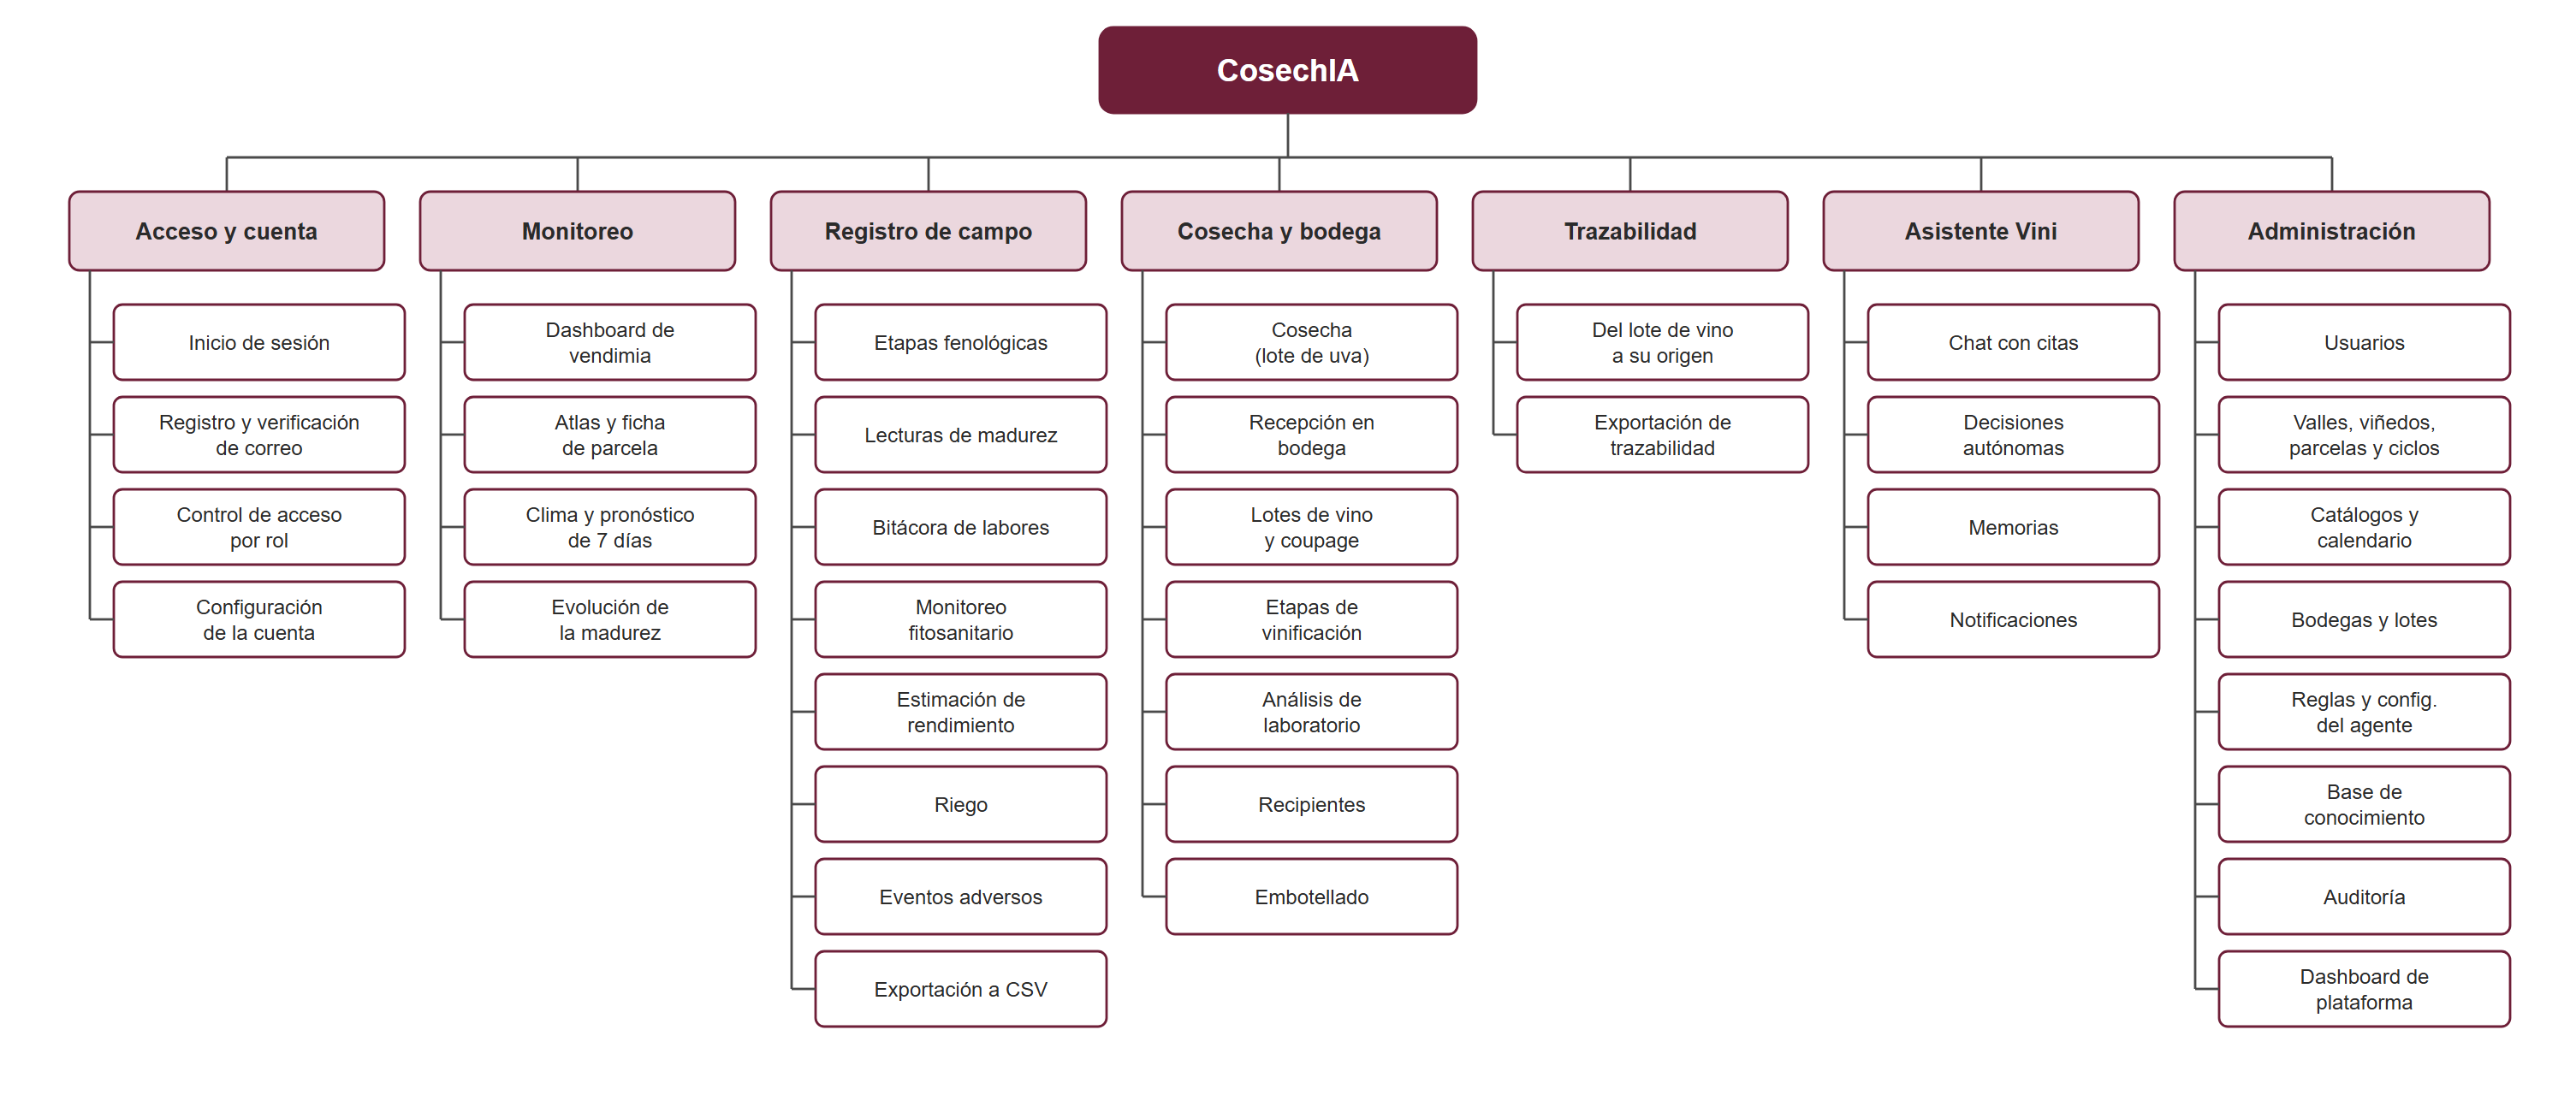 CosechIA
Acceso y cuenta
Inicio de sesión
Registro y verificación
de correo
Control de acceso
por rol
Configuración
de la cuenta
Monitoreo
Dashboard de
vendimia
Atlas y ficha
de parcela
Clima y pronóstico
de 7 días
Evolución de
la madurez
Registro de campo
Etapas fenológicas
Lecturas de madurez
Bitácora de labores
Monitoreo
fitosanitario
Estimación de
rendimiento
Riego
Eventos adversos
Exportación a CSV
Cosecha y bodega
Cosecha
(lote de uva)
Recepción en
bodega
Lotes de vino
y coupage
Etapas de
vinificación
Análisis de
laboratorio
Recipientes
Embotellado
Trazabilidad
Del lote de vino
a su origen
Exportación de
trazabilidad
Asistente Vini
Chat con citas
Decisiones
autónomas
Memorias
Notificaciones
Administración
Usuarios
Valles, viñedos,
parcelas y ciclos
Catálogos y
calendario
Bodegas y lotes
Reglas y config.
del agente
Base de
conocimiento
Auditoría
Dashboard de
plataforma